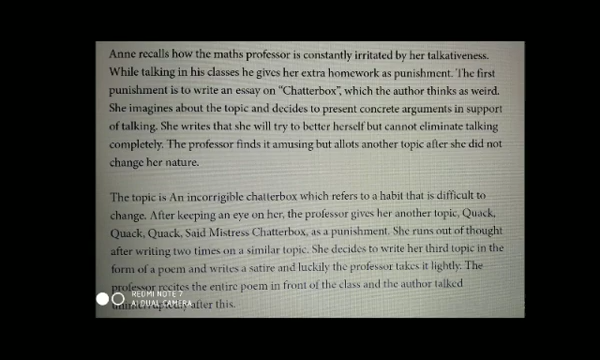 Anne recalls how the maths professor is constantly irritated by her talkativeness.
While talking in his classes he gives her extra homework as punishment. The first
punishment is to write an essay on "Chatterbox", which the author thinks as weird.
She imagines about the topic and decides to present concrete arguments in support
of talking. She writes that she will try to better herself but cannot eliminate talking
completely. The professor finds it amusing but allots another topic after she did not
change her nature.
The topic is An incorrigible chatterbox which refers to a habit that is difficult to
change. After keeping an eye on her, the professor gives her another topic, Quack,
Quack, Quack, Said Mistress Chatterbox, as a punishment. She runs out of thought
after writing two times on a similar topic. She decides to write her third topic in the
form of a poem and writes a satire and luckily the professor takes it lightly. The
professor recites the entire poem in front of the class and the author talked
after this.
REDMI NOTE 7
AI DUAL CAMERA